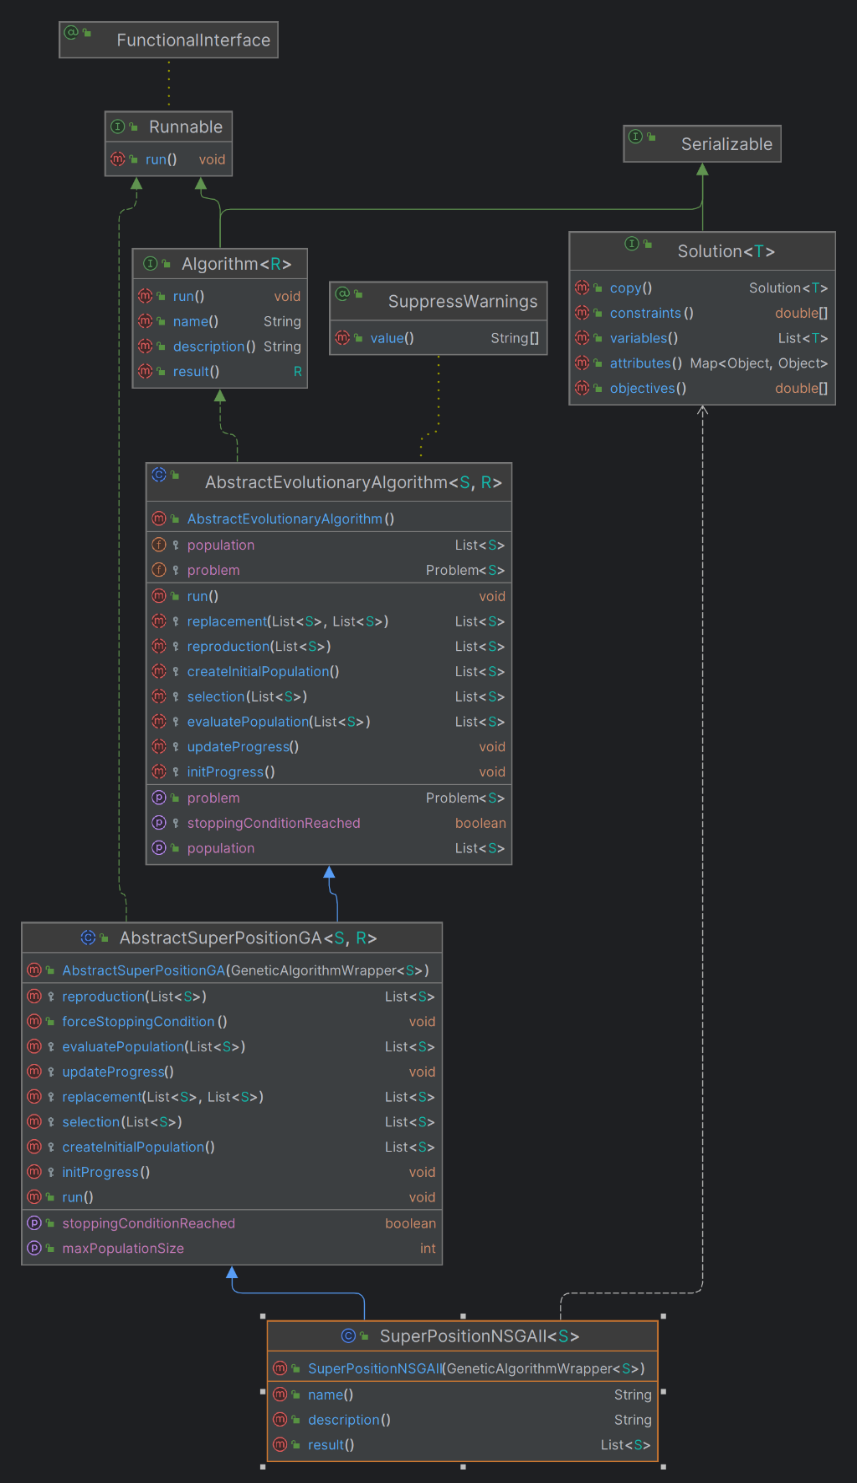 FunctionalInterface
Runnable
run() void
Serializable
Algorithm<R>
run() void
name() String
description() String
result() R
SuppressWarnings
value() String[]
Solution<T>
copy() Solution<T>
constraints() double[]
variables() List<T>
attributes() Map<Object, Object>
objectives() double[]
AbstractEvolutionaryAlgorithm<S, R>
AbstractEvolutionaryAlgorithm()
population List<S>
problem Problem<S>
run() void
replacement(List<S>, List<S>) List<S>
reproduction(List<S>) List<S>
createInitialPopulation() List<S>
selection(List<S>) List<S>
evaluatePopulation(List<S>) List<S>
updateProgress() void
initProgress() void
problem Problem<S>
stoppingConditionReached boolean
population List<S>
AbstractSuperPositionGA<S, R>
AbstractSuperPositionGA(GeneticAlgorithmWrapper<S>)
reproduction(List<S>) List<S>
forceStoppingCondition() void
evaluatePopulation(List<S>) List<S>
updateProgress() void
replacement(List<S>, List<S>) List<S>
selection(List<S>) List<S>
createInitialPopulation() List<S>
initProgress() void
run() void
stoppingConditionReached boolean
maxPopulationSize int
SuperPositionNSGAII<S>
SuperPositionNSGAII(GeneticAlgorithmWrapper<S>)
name() String
description() String
result() List<S>